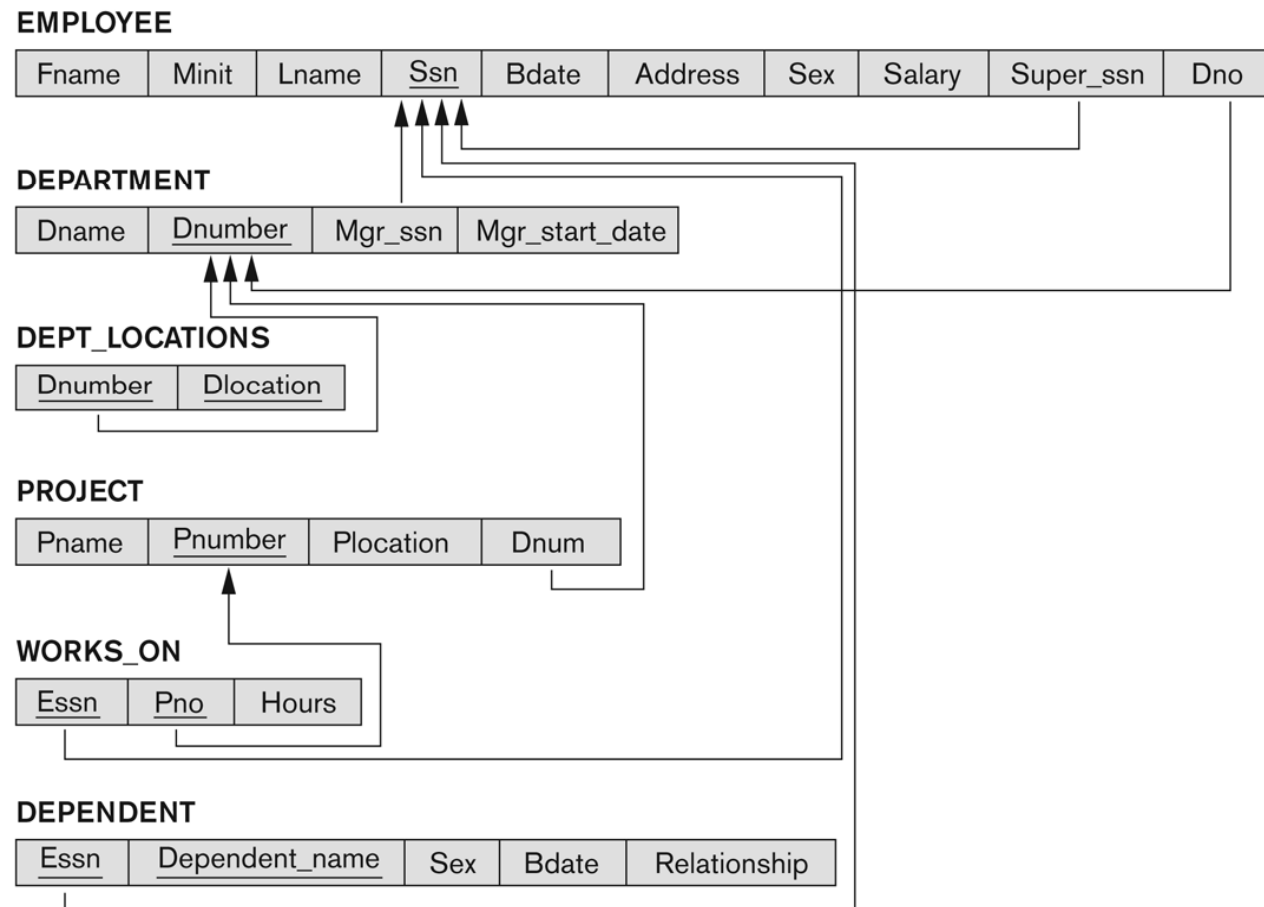 EMPLOYEE
Fname Minit Lname Ssn Bdate Address Sex Salary Super_ssn Dno
DEPARTMENT
Dname Dnumber Mgr_ssn Mgr_start_date
DEPT_LOCATIONS
Dnumber Dlocation
PROJECT
Pname Pnumber Plocation Dnum
WORKS_ON
Essn Pno Hours
DEPENDENT
Essn Dependent_name Sex Bdate Relationship